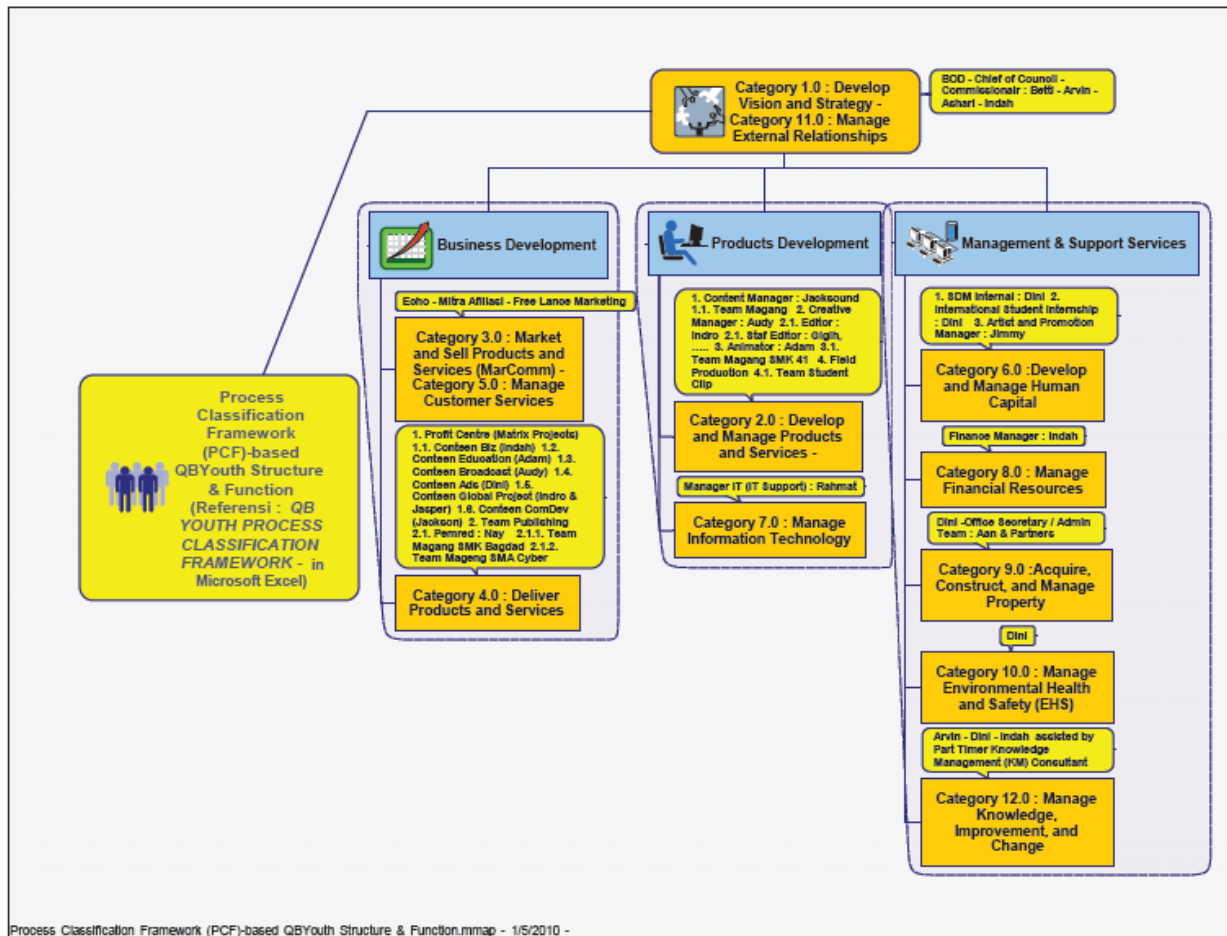 Category 1.0 : Develop
Vision and Strategy -
Category 11.0 : Manage
External Relationships
BOD - Chief of Council -
Commissionair : Betti - Arvin -
Ashari - Indah
Business Development
Echo - Mitra Afiliasi - Free Lance Marketing
Category 3.0 : Market
and Sell Products and
Services (MarComm) -
Category 5.0 : Manage
Customer Services
1. Profit Centre (Matrix Projects)
1.1. Conteen Biz (Indah) 1.2.
Conteen Education (Adam) 1.3.
Conteen Broadcast (Audy) 1.4.
Conteen Ads (Dini) 1.5.
Conteen Global Project (Indro &
Jasper) 1.6. Conteen ComDev
(Jackson) 2. Team Publishing
2.1. Pemred : Nay 2.1.1. Team
Magang SMK Bagdad 2.1.2.
Team Mageng SMA Cyber
Category 4.0 : Deliver
Products and Services
Products Development
1. Content Manager : Jacksound
1.1. Team Magang 2. Creative
Manager : Audy 2.1. Editor :
Indro 2.1. Staf Editor : Gigih,
..... 3. Animator : Adam 3.1.
Team Magang SMK 41 4. Field
Production 4.1. Team Student
Clip
Category 2.0 : Develop
and Manage Products
and Services -
Manager IT (IT Support) : Rahmat
Category 7.0 : Manage
Information Technology
Management & Support Services
1. SDM Internal : Dini 2.
International Student Internship
: Dini 3. Artist and Promotion
Manager : Jimmy
Category 6.0 :Develop
and Manage Human
Capital
Finance Manager : Indah
Category 8.0 : Manage
Financial Resources
Dini -Office Secretary / Admin
Team : Aan & Partners
Category 9.0 :Acquire,
Construct, and Manage
Property
Dini
Category 10.0 : Manage
Environmental Health
and Safety (EHS)
Arvin - Dini - Indah assisted by
Part Timer Knowledge
Management (KM) Consultant
Category 12.0 : Manage
Knowledge,
Improvement, and
Change
Process
Classification
Framework
(PCF)-based
QBYouth Structure
& Function
(Referensi : QB
YOUTH PROCESS
CLASSIFICATION
FRAMEWORK - in
Microsoft Excel)
Process Classification Framework (PCF)-based QBYouth Structure & Function.mmap - 1/5/2010 -